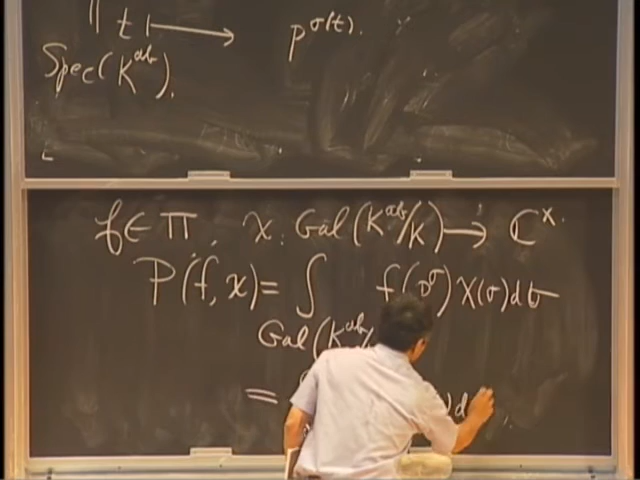 t ⟼ p^{σ(t)}.
Spec(K^{ab}).
f ∈ Π. χ: Gal(K^{ab}/K) → ℂ^×.
P(f, χ) = ∫ f(p^σ) χ(σ) dσ
Gal(K^{ab}/
=